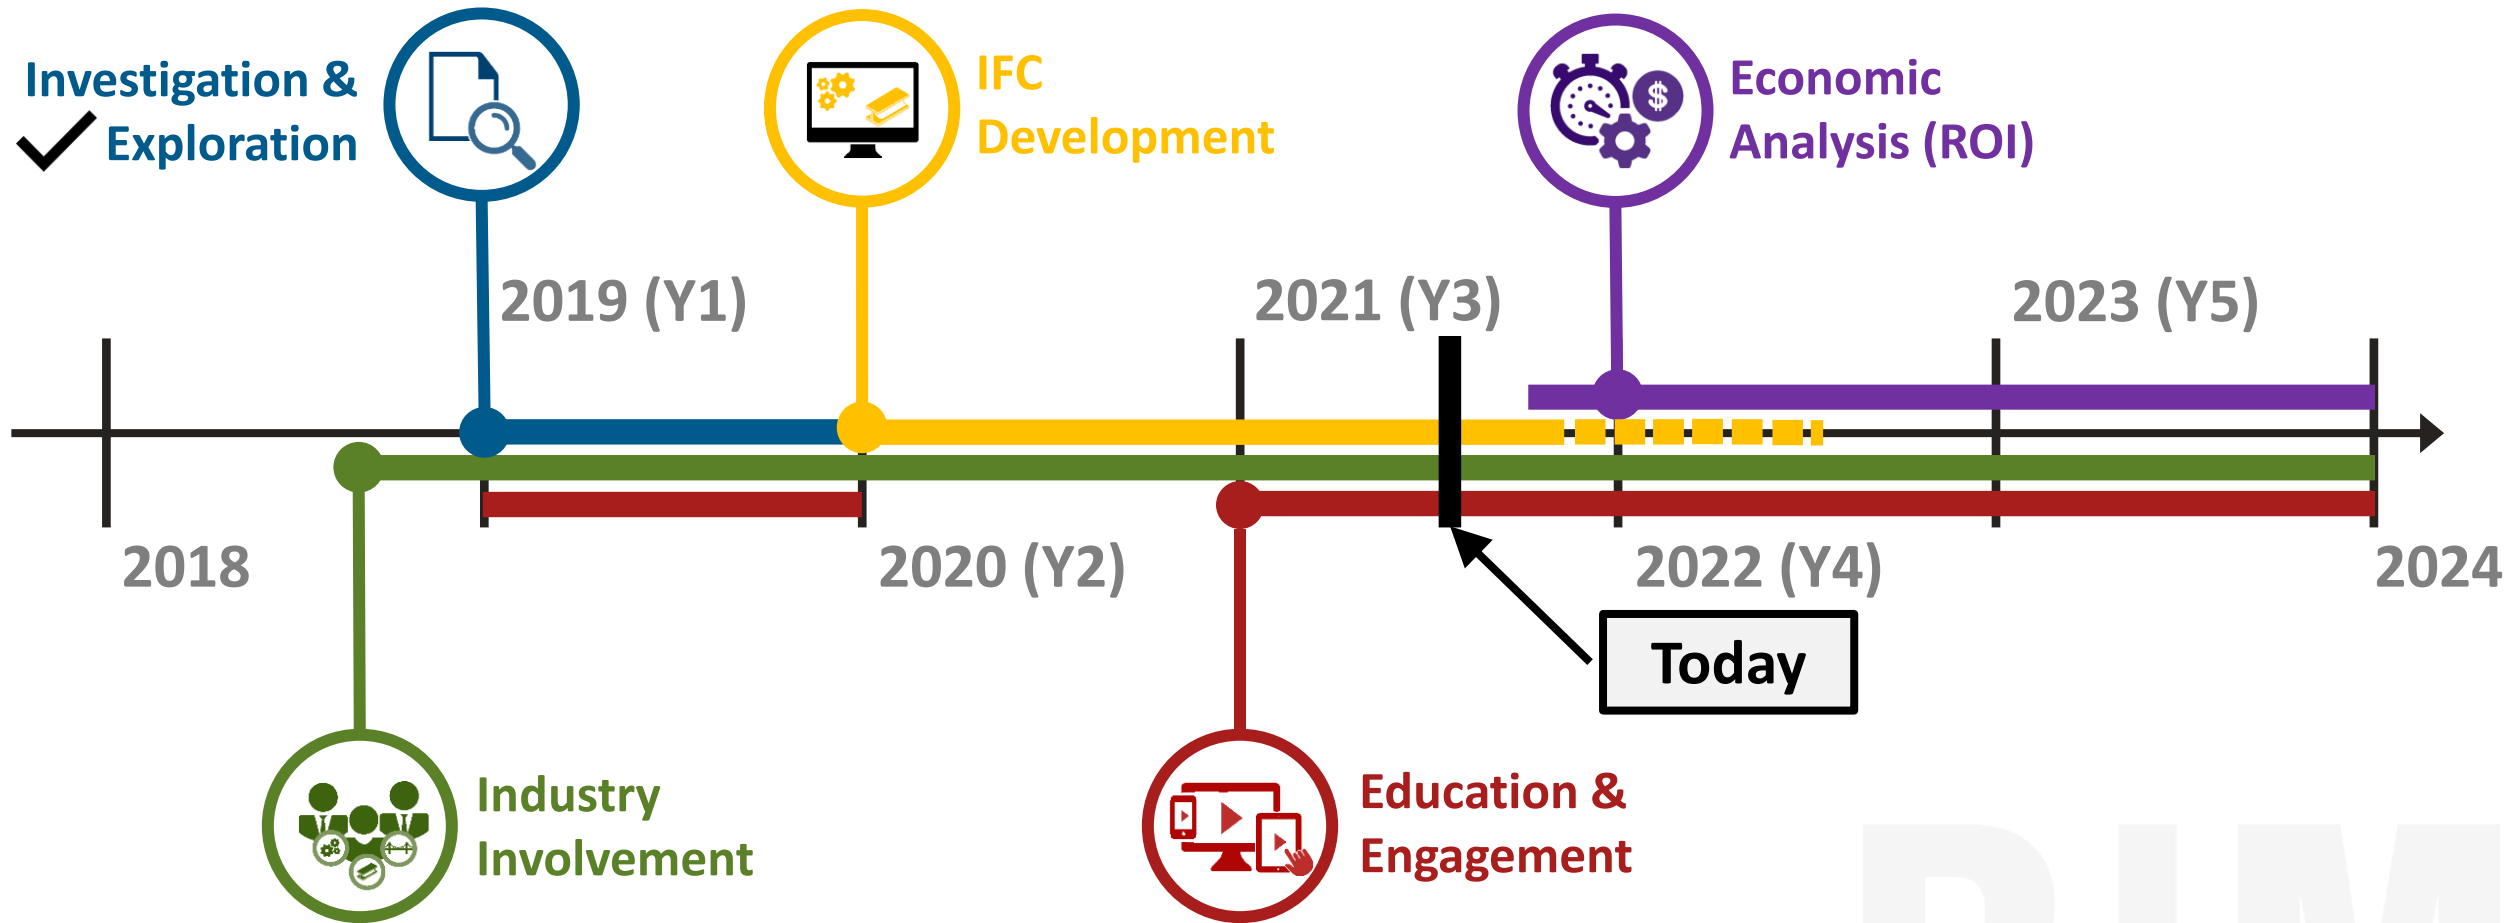 Investigation &
Exploration
IFC
Development
Economic
Analysis (ROI)
2019 (Y1)
2021 (Y3)
2023 (Y5)
2018
2020 (Y2)
2022 (Y4)
2024
Today
Industry
Involvement
Education &
Engagement